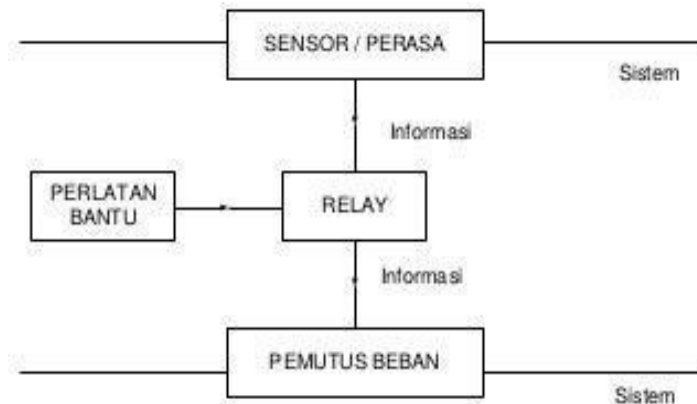 SENSOR / PERASA
Sistem
Informasi
PERLATAN
BANTU
RELAY
Informasi
PEMUTUS BEBAN
Sistem